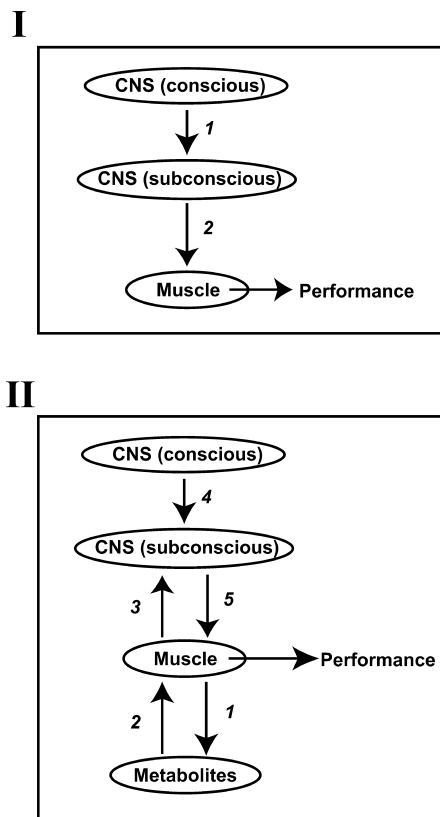 I
CNS (conscious)
1
CNS (subconscious)
2
Muscle
Performance
II
CNS (conscious)
4
CNS (subconscious)
3
5
Muscle
Performance
2
1
Metabolites